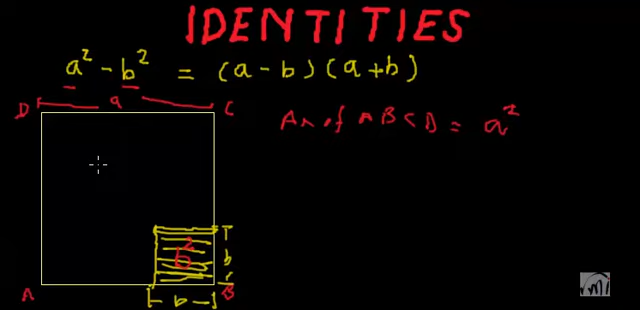 IDENTITIES
a² - b² = (a - b) (a + b)
D a C
Ar of ABCD = a²
b²
b
A b B